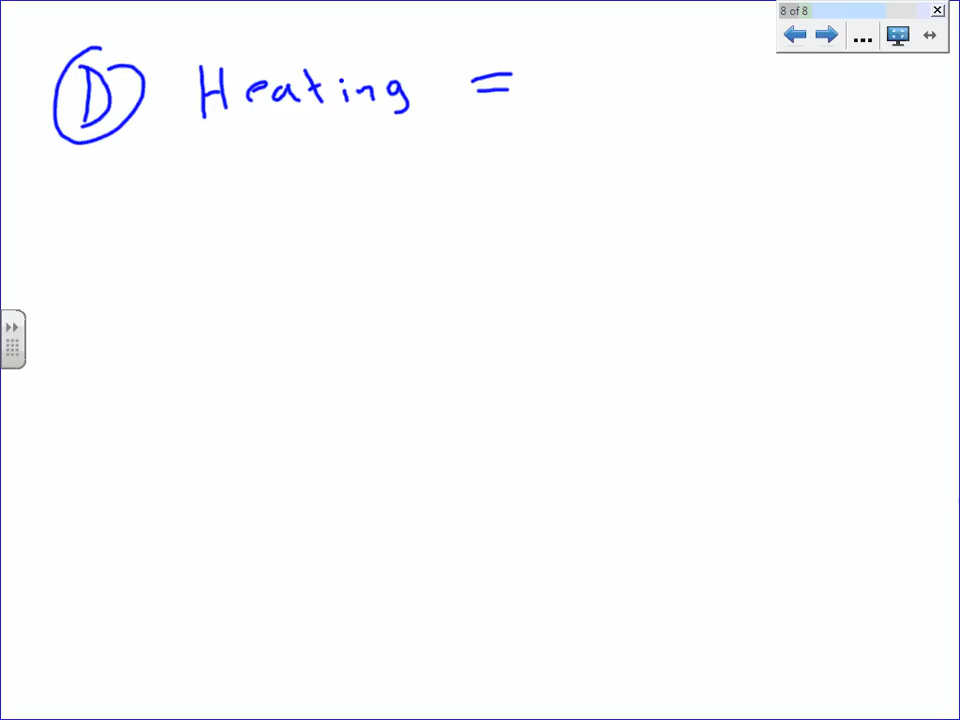 8 of 8
D Heating =
...